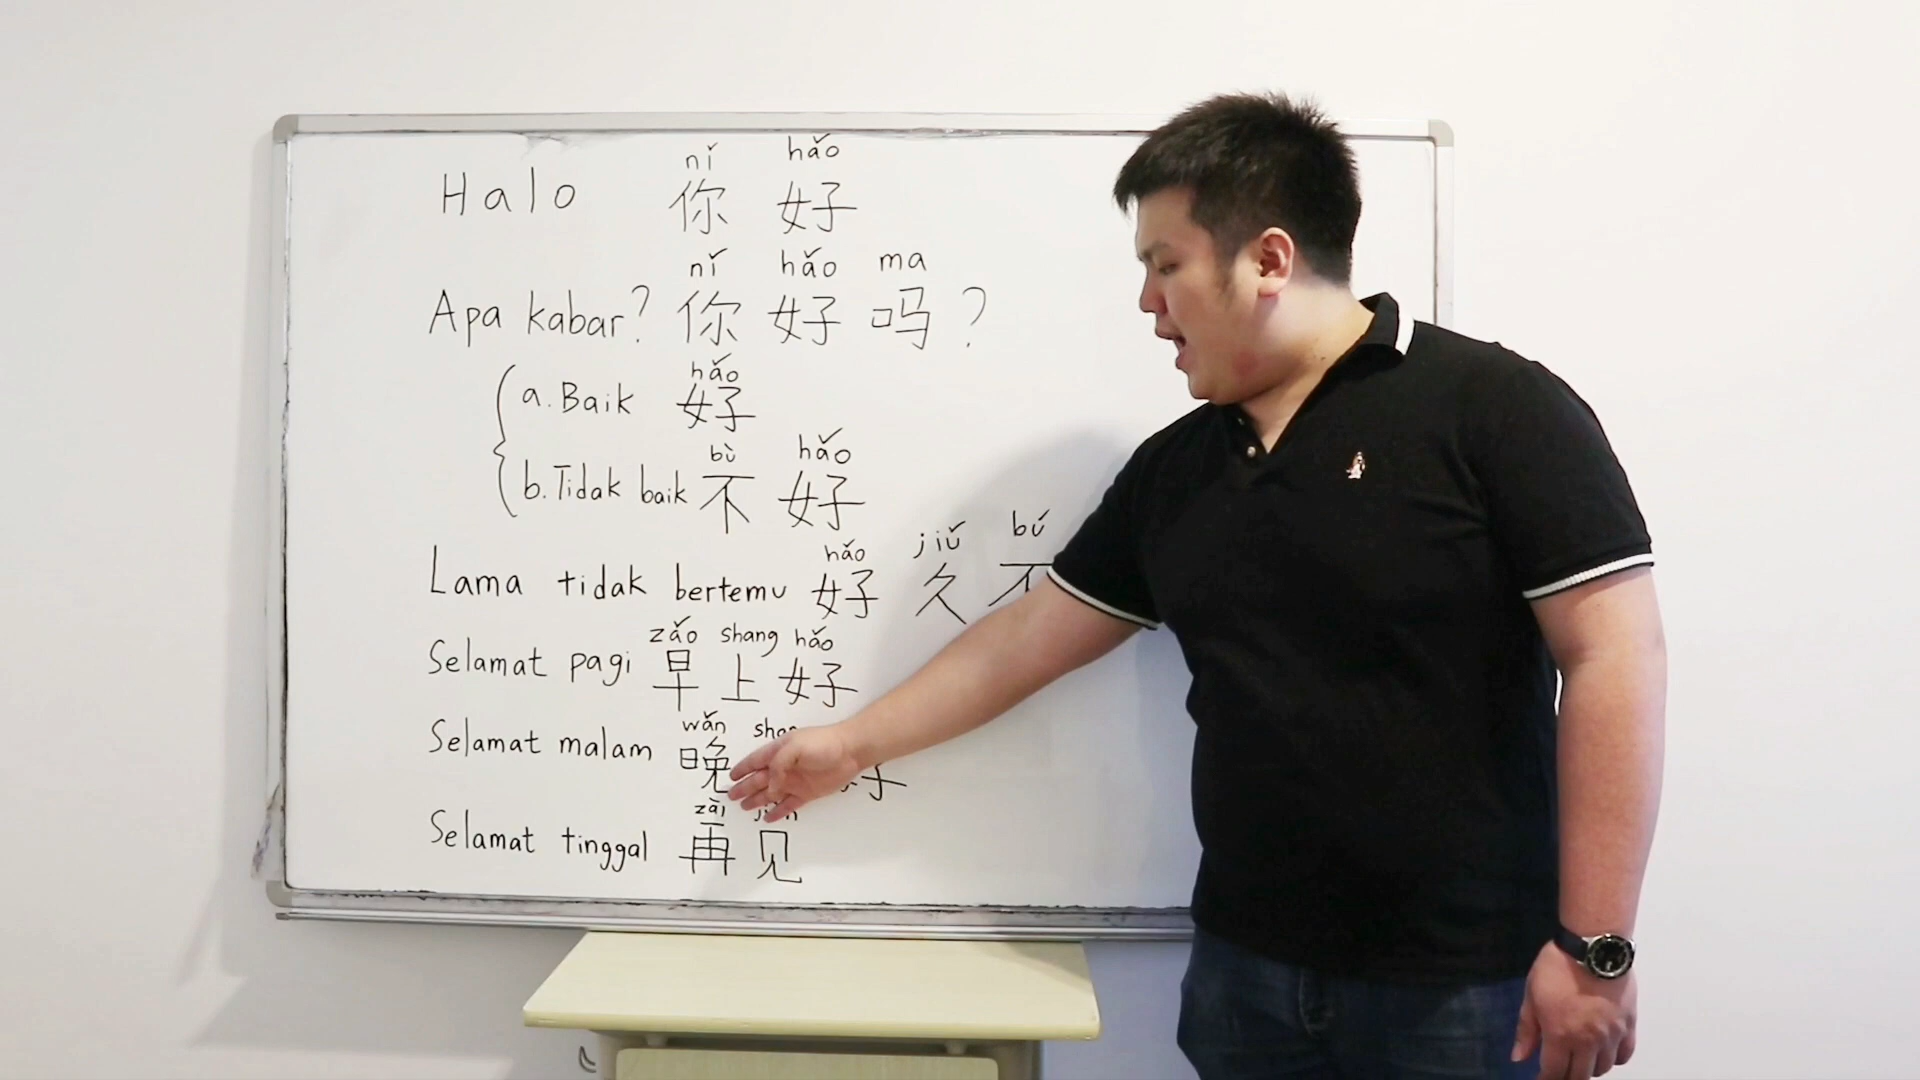 nǐ hǎo
Halo 你 好
nǐ hǎo ma
Apa kabar? 你 好 吗 ?
hǎo
a. Baik 好
bù hǎo
b. Tidak baik 不 好
hǎo jiǔ bú
Lama tidak bertemu 好 久 不
zǎo shang hǎo
Selamat pagi 早 上 好
wǎn
Selamat malam 晚
zài
Selamat tinggal 再 见